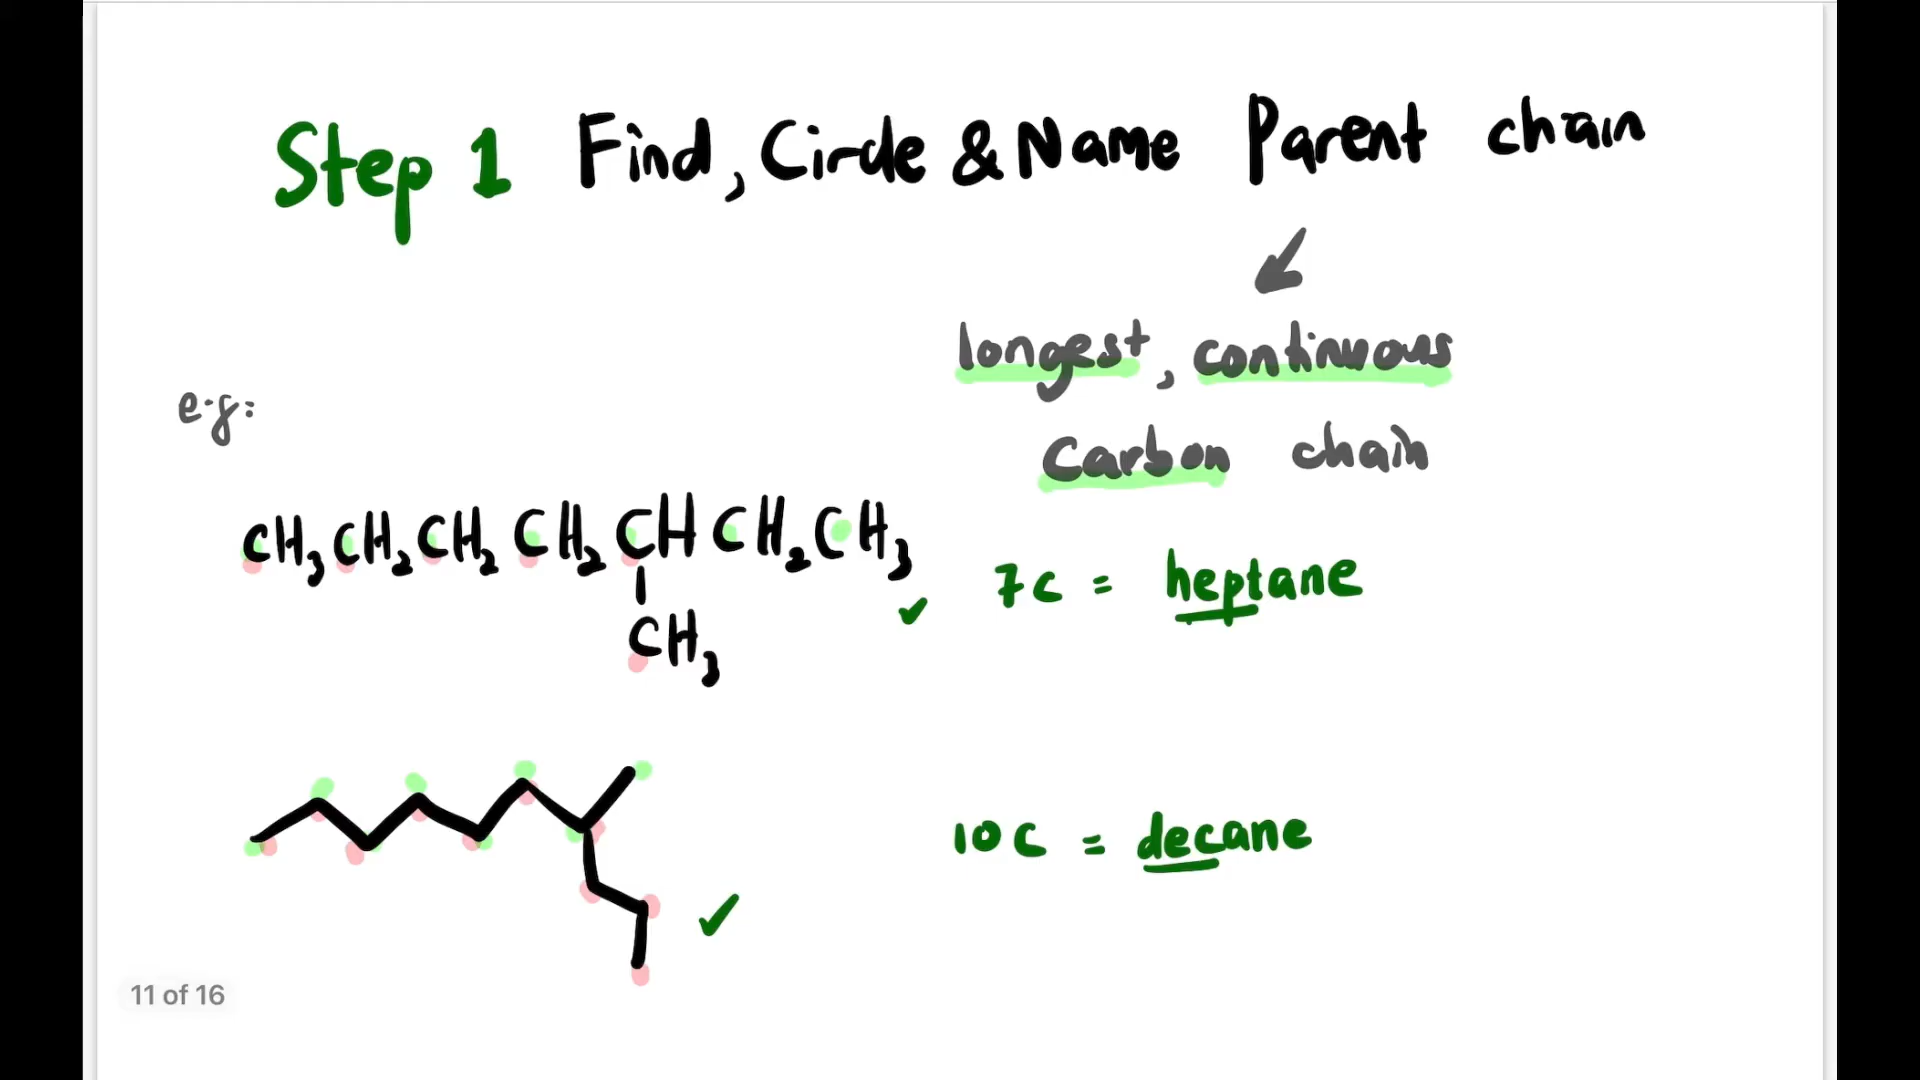 Step 1 Find, Circle & Name Parent chain
longest, continuous
carbon chain
e.g:
CH₃CH₂CH₂CH₂CHCH₂CH₃
CH₃
7C = heptane
10C = decane
11 of 16